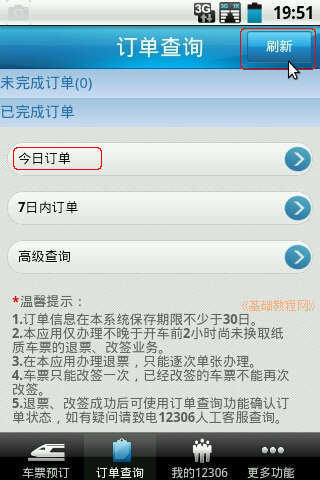 3G
19:51
订单查询
刷新
未完成订单(0)
已完成订单
今日订单
7日内订单
高级查询
《基础教程网》
*温馨提示：
1.订单信息在本系统保存期限不少于30日。
2.本应用仅办理不晚于开车前2小时尚未换取纸
质车票的退票、改签业务。
3.在本应用办理退票，只能逐次单张办理。
4.车票只能改签一次，已经改签的车票不能再次
改签。
5.退票、改签成功后可使用订单查询功能确认订
单状态，如有疑问请致电12306人工客服查询。
车票预订
订单查询
我的12306
更多功能